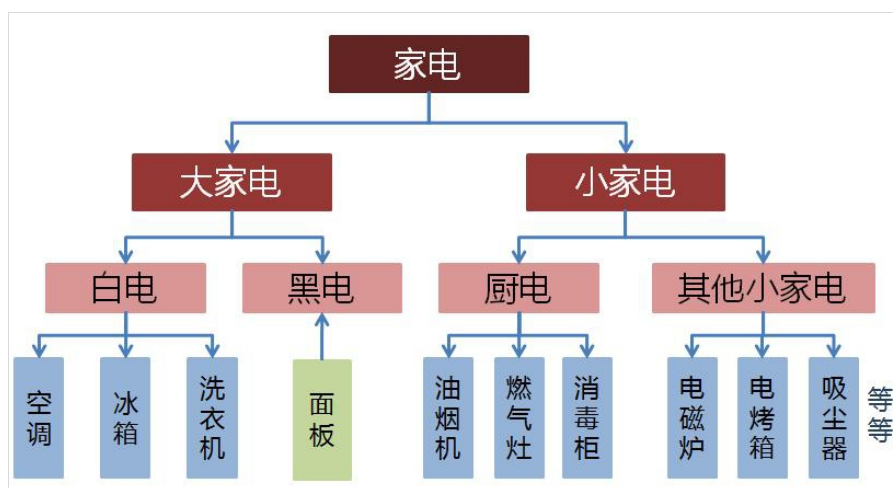 家电
大家电
小家电
白电
黑电
厨电
其他小家电
空调
冰箱
洗衣机
面板
油烟机
燃气灶
消毒柜
电磁炉
电烤箱
吸尘器
等等